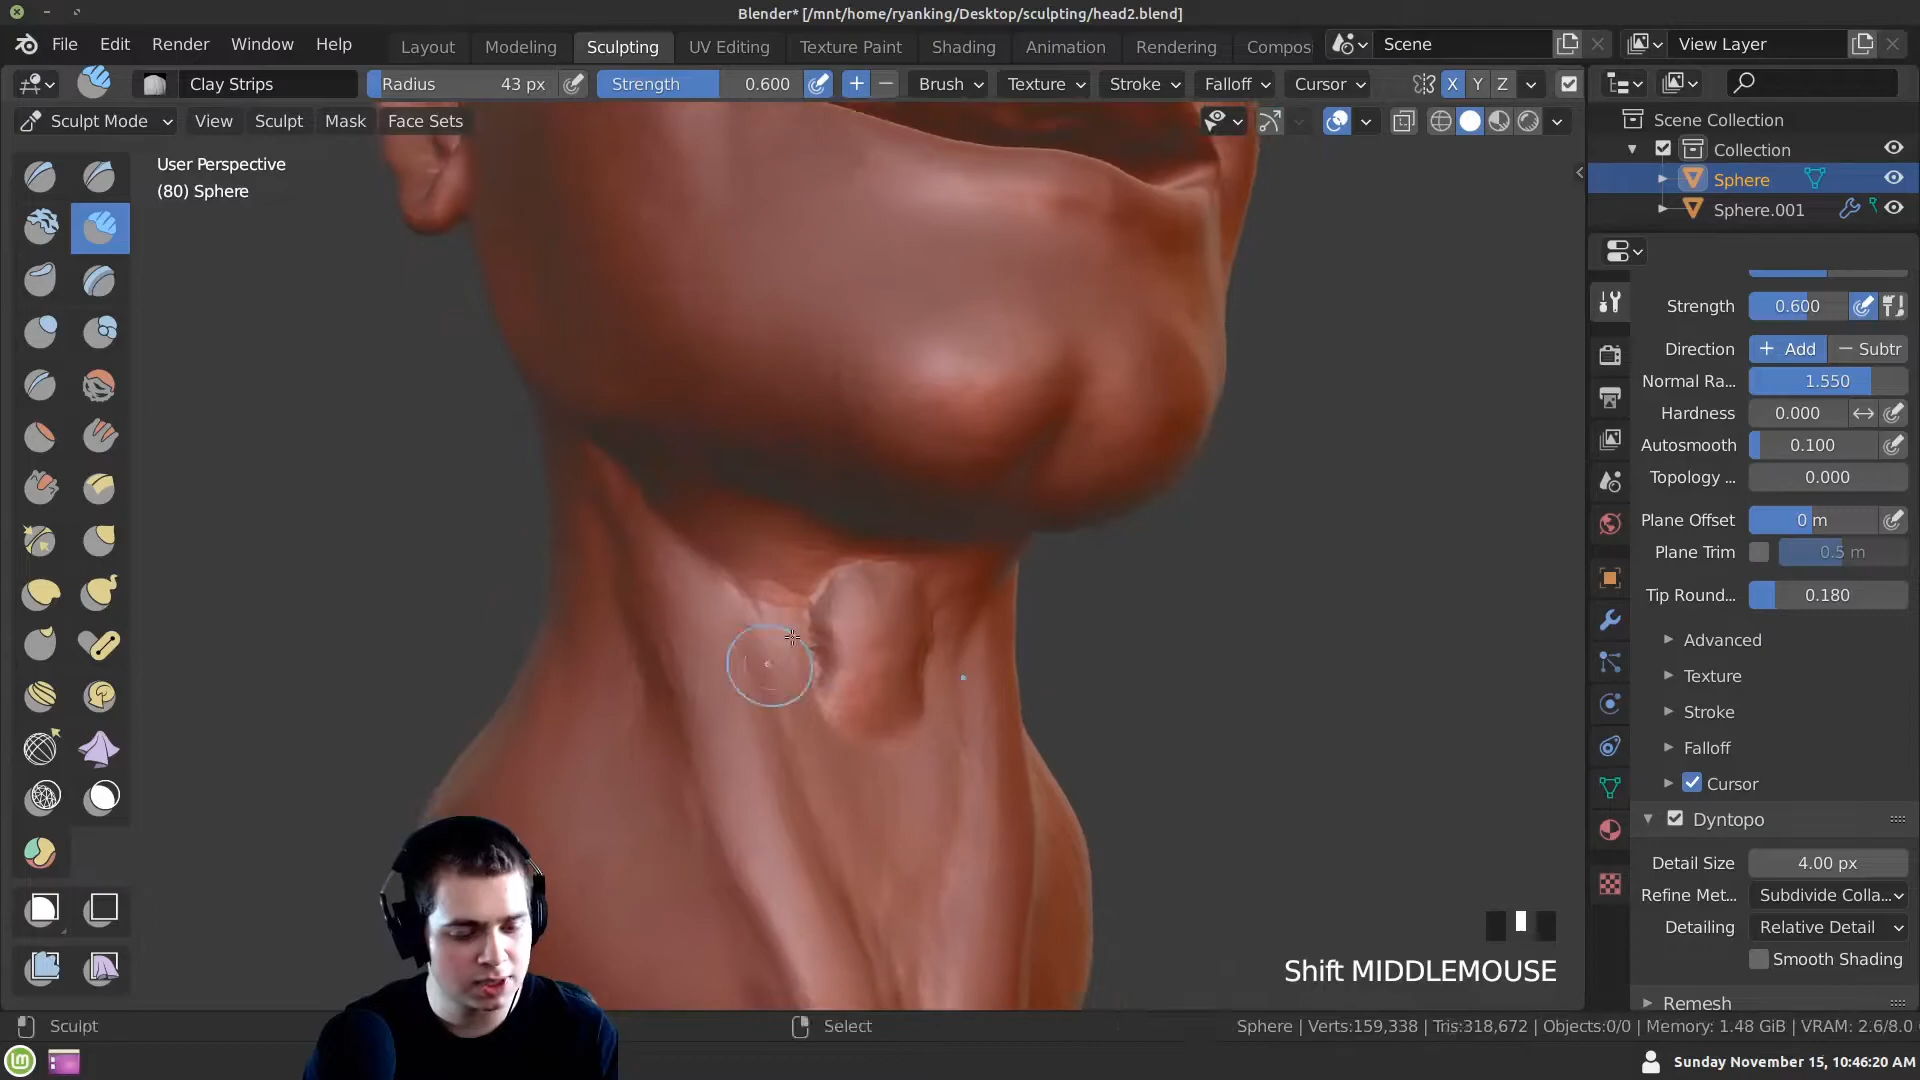 Blender* [/mnt/home/ryanking/Desktop/sculpting/head2.blend]
File Edit Render Window Help
Layout Modeling Sculpting UV Editing Texture Paint Shading Animation Rendering Compos
Scene
View Layer
Clay Strips
Radius 43 px
Strength 0.600
Brush Texture Stroke Falloff Cursor
X Y Z
Sculpt Mode View Sculpt Mask Face Sets
User Perspective
(80) Sphere
Scene Collection
Collection
Sphere
Sphere.001
Strength 0.600
Direction + Add − Subtr
Normal Ra... 1.550
Hardness 0.000
Autosmooth 0.100
Topology ... 0.000
Plane Offset 0 m
Plane Trim 0.5 m
Tip Round... 0.180
Advanced
Texture
Stroke
Falloff
Cursor
Dyntopo
Detail Size 4.00 px
Refine Met... Subdivide Colla...
Detailing Relative Detail
Smooth Shading
Remesh
Shift MIDDLEMOUSE
Sculpt
Select
Sphere | Verts:159,338 | Tris:318,672 | Objects:0/0 | Memory: 1.48 GiB | VRAM: 2.6/8.0
Sunday November 15, 10:46:20 AM